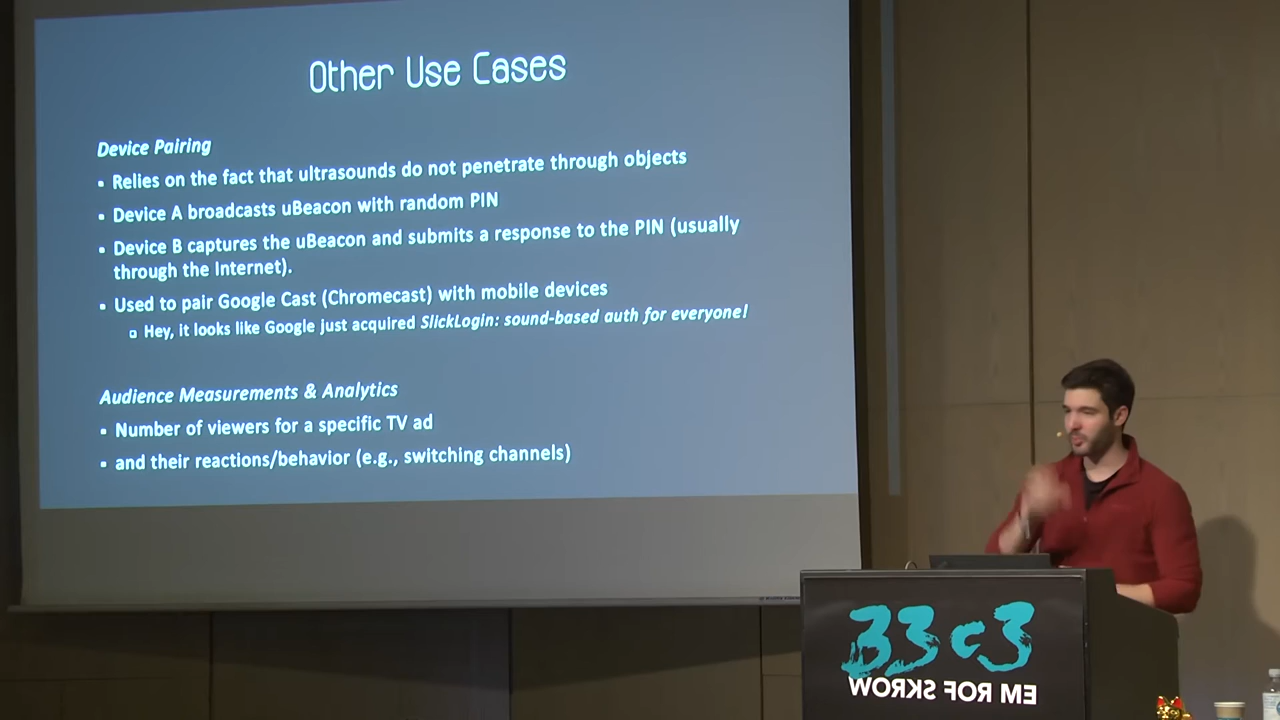 Other Use Cases
Device Pairing
▪ Relies on the fact that ultrasounds do not penetrate through objects
▪ Device A broadcasts uBeacon with random PIN
▪ Device B captures the uBeacon and submits a response to the PIN (usually
through the Internet).
▪ Used to pair Google Cast (Chromecast) with mobile devices
▫ Hey, it looks like Google just acquired SlickLogin: sound-based auth for everyone!
Audience Measurements & Analytics
▪ Number of viewers for a specific TV ad
▪ and their reactions/behavior (e.g., switching channels)
33c3
WORKS FOR ME